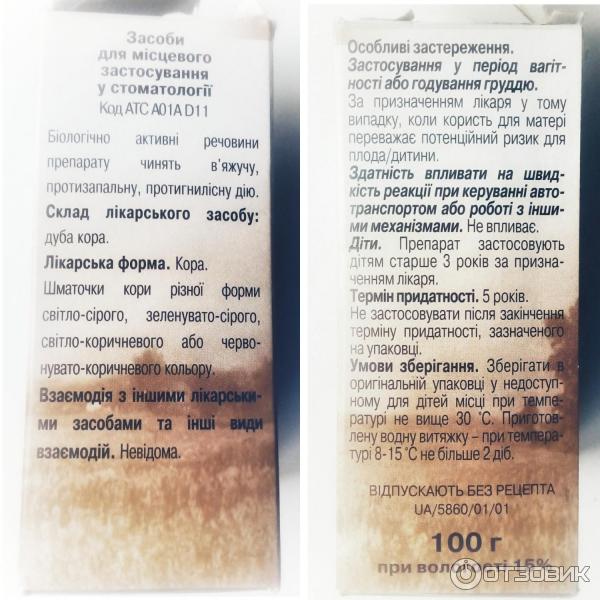 Засоби
для місцевого
застосування
у стоматології
Код АТС A01A D11
Біологічно активні речовини
препарату чинять в'яжучу,
протизапальну, протигнилісну дію.
Склад лікарського засобу:
дуба кора.
Лікарська форма. Кора.
Шматочки кори різної форми
світло-сірого, зеленувато-сірого,
світло-коричневого або черво-
нувато-коричневого кольору.
Взаємодія з іншими лікарськи-
ми засобами та інші види
взаємодій. Невідома.
Особливі застереження.
Застосування у період вагіт-
ності або годування груддю.
За призначенням лікаря у тому
випадку, коли користь для матері
переважає потенційний ризик для
плода/дитини.
Здатність впливати на швид-
кість реакції при керуванні авто-
транспортом або роботі з інши-
ми механізмами. Не впливає.
Діти. Препарат застосовують
дітям старше 3 років за призна-
ченням лікаря.
Термін придатності. 5 років.
Не застосовувати після закінчення
терміну придатності, зазначеного
на упаковці.
Умови зберігання. Зберігати в
оригінальній упаковці у недоступ-
ному для дітей місці при темпе-
ратурі не вище 30 °С. Приготов-
лену водну витяжку – при темпера-
турі 8-15 °С не більше 2 діб.
ВІДПУСКАЮТЬ БЕЗ РЕЦЕПТА
UA/5860/01/01
100 г
при вологості 15%
ОТЗОВИК